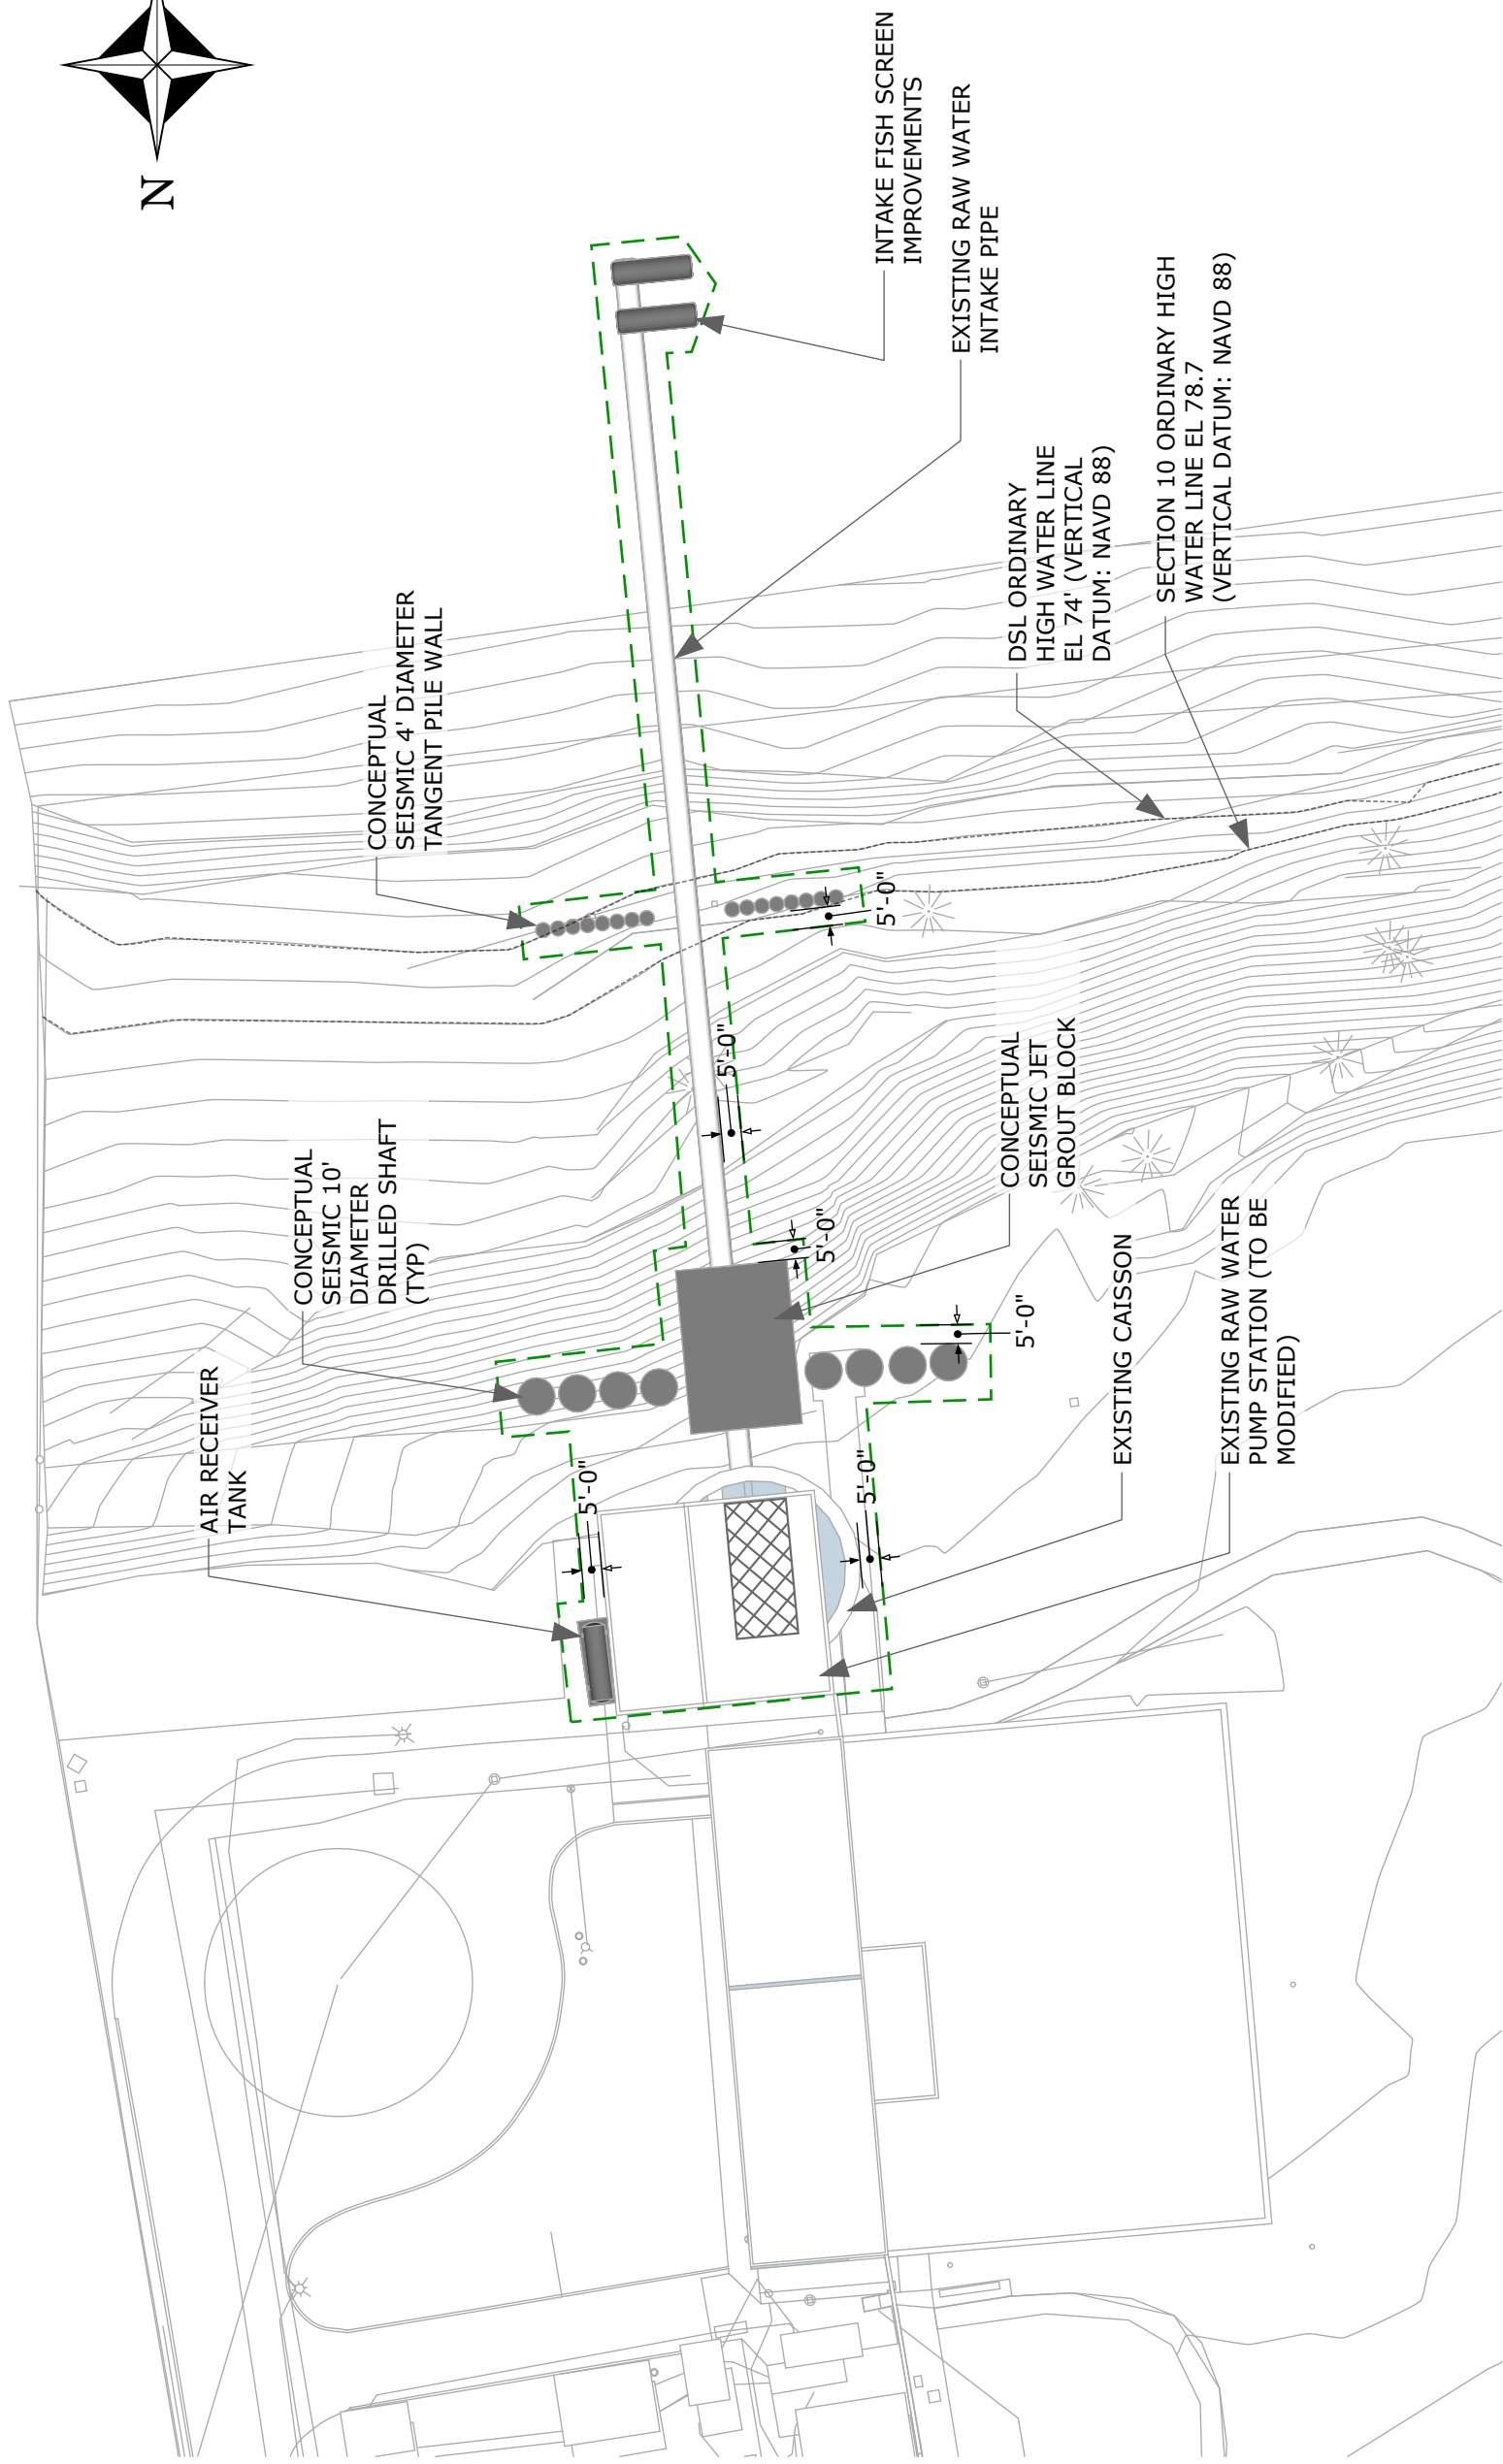 N
INTAKE FISH SCREEN
IMPROVEMENTS
EXISTING RAW WATER
INTAKE PIPE
SECTION 10 ORDINARY HIGH
WATER LINE EL 78.7
(VERTICAL DATUM: NAVD 88)
DSL ORDINARY
HIGH WATER LINE
EL 74' (VERTICAL
DATUM: NAVD 88)
CONCEPTUAL
SEISMIC 4' DIAMETER
TANGENT PILE WALL
5'-0"
5'-0"
CONCEPTUAL
SEISMIC JET
GROUT BLOCK
CONCEPTUAL
SEISMIC 10'
DIAMETER
DRILLED SHAFT
(TYP)
5'-0"
5'-0"
EXISTING CAISSON
EXISTING RAW WATER
PUMP STATION (TO BE
MODIFIED)
AIR RECEIVER
TANK
5'-0"
5'-0"